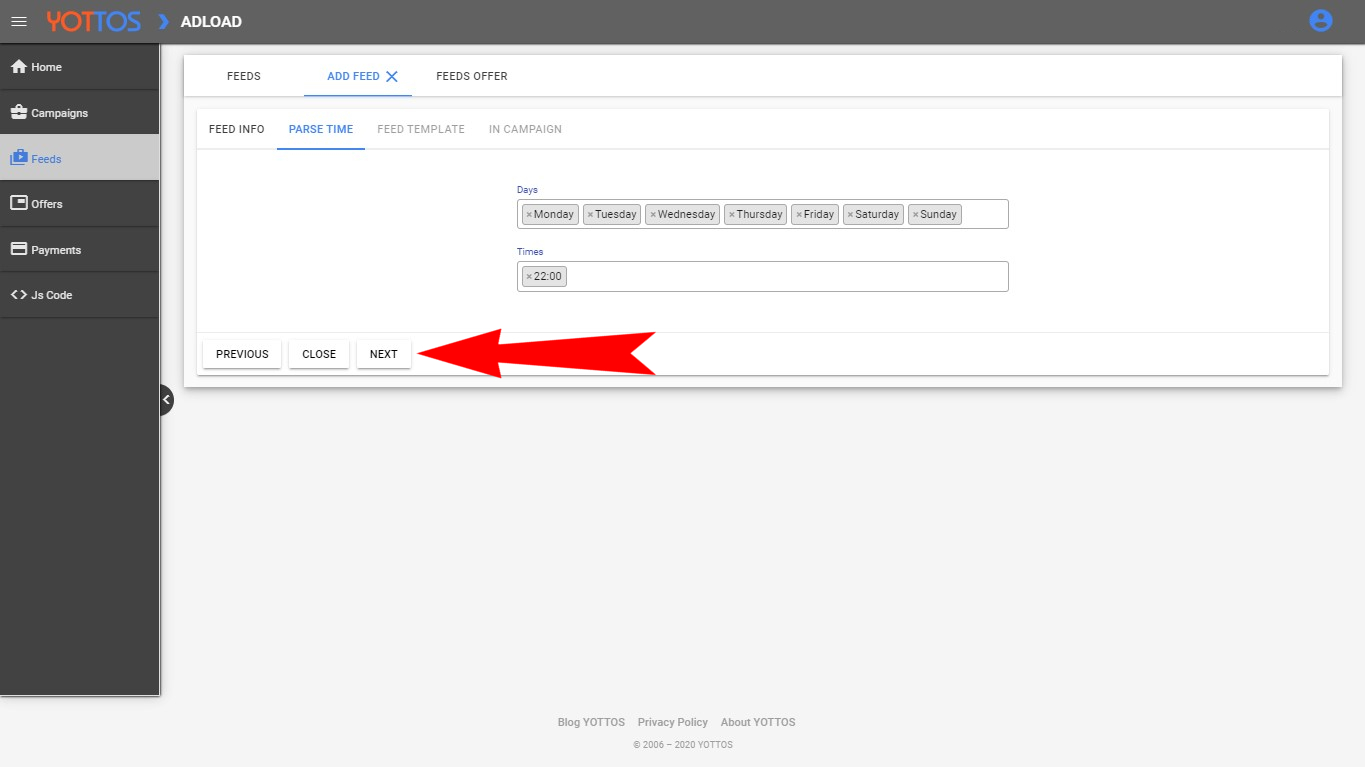 YOTTOS ADLOAD
Home
Campaigns
Feeds
Offers
Payments
Js Code
FEEDS ADD FEED FEEDS OFFER
FEED INFO PARSE TIME FEED TEMPLATE IN CAMPAIGN
Days
×Monday ×Tuesday ×Wednesday ×Thursday ×Friday ×Saturday ×Sunday
Times
×22:00
PREVIOUS CLOSE NEXT
Blog YOTTOS Privacy Policy About YOTTOS
© 2006 – 2020 YOTTOS